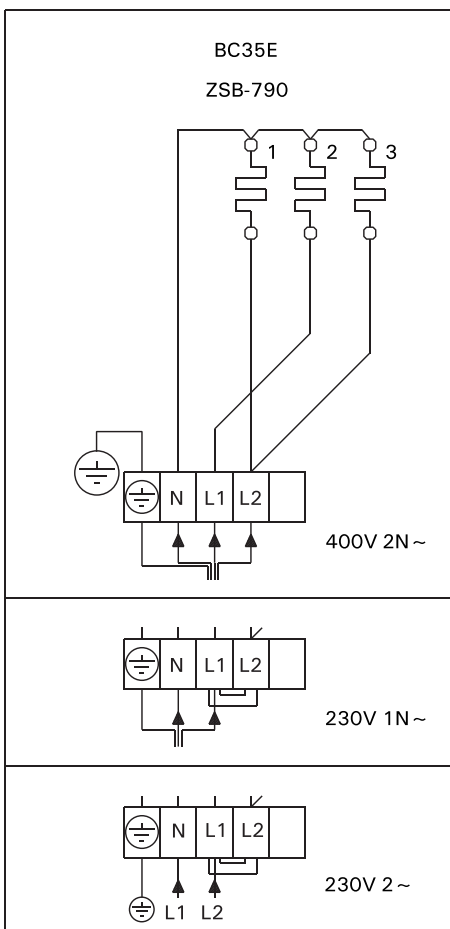 BC35E
ZSB-790
1 2 3
N L1 L2
400V 2N~
N L1 L2
230V 1N~
N L1 L2
230V 2~
L1 L2